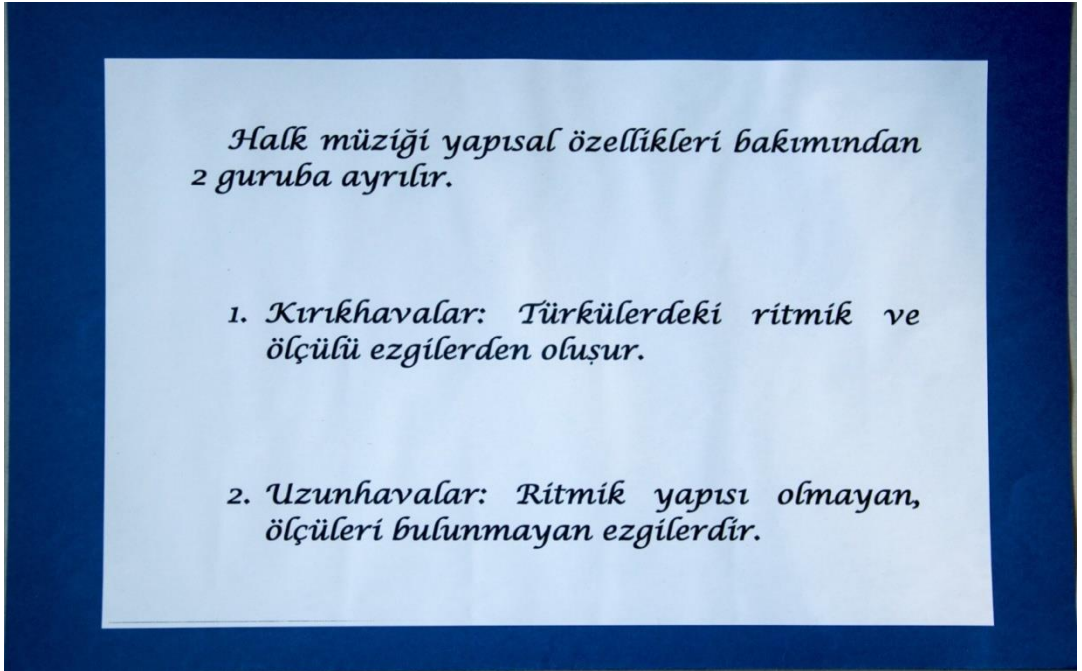 Halk müziği yapısal özellikleri bakımından
2 guruba ayrılır.
1. Kırıkhavalar: Türkülerdeki ritmik ve
ölçülü ezgilerden oluşur.
2. Uzunhavalar: Ritmik yapısı olmayan,
ölçüleri bulunmayan ezgilerdir.